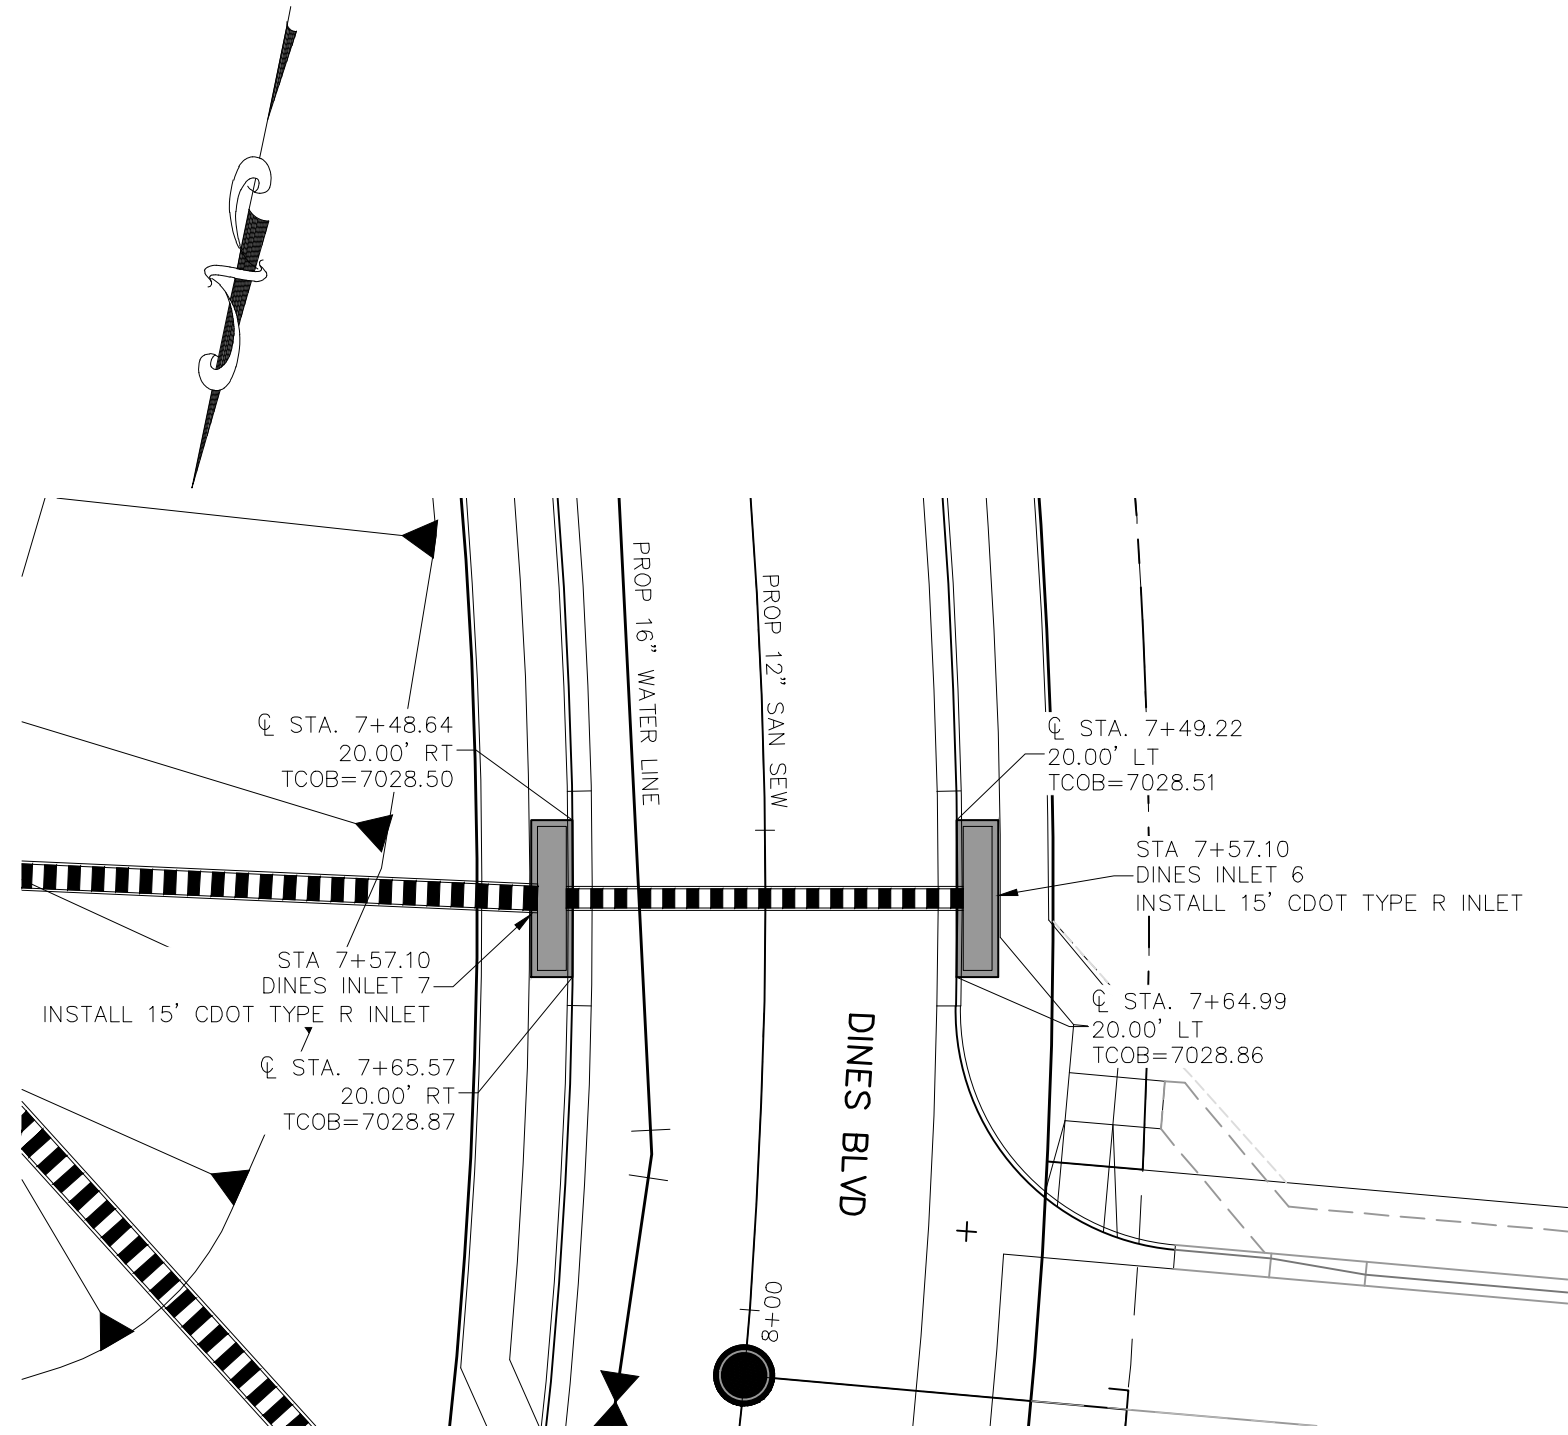 PROP 16” WATER LINE
PROP 12” SAN SEW
℄ STA. 7+48.64
20.00’ RT
TCOB=7028.50
℄ STA. 7+49.22
20.00’ LT
TCOB=7028.51
STA 7+57.10
DINES INLET 6
INSTALL 15’ CDOT TYPE R INLET
STA 7+57.10
DINES INLET 7
INSTALL 15’ CDOT TYPE R INLET
℄ STA. 7+64.99
20.00’ LT
TCOB=7028.86
℄ STA. 7+65.57
20.00’ RT
TCOB=7028.87
DINES BLVD
8+00